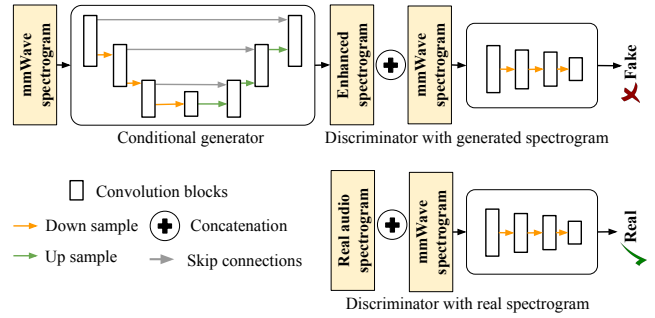 mmWave
spectrogram
Enhanced
spectrogram
mmWave
spectrogram
Fake
Conditional generator
Discriminator with generated spectrogram
Convolution blocks
Down sample
Concatenation
Up sample
Skip connections
Real audio
spectrogram
mmWave
spectrogram
Real
Discriminator with real spectrogram